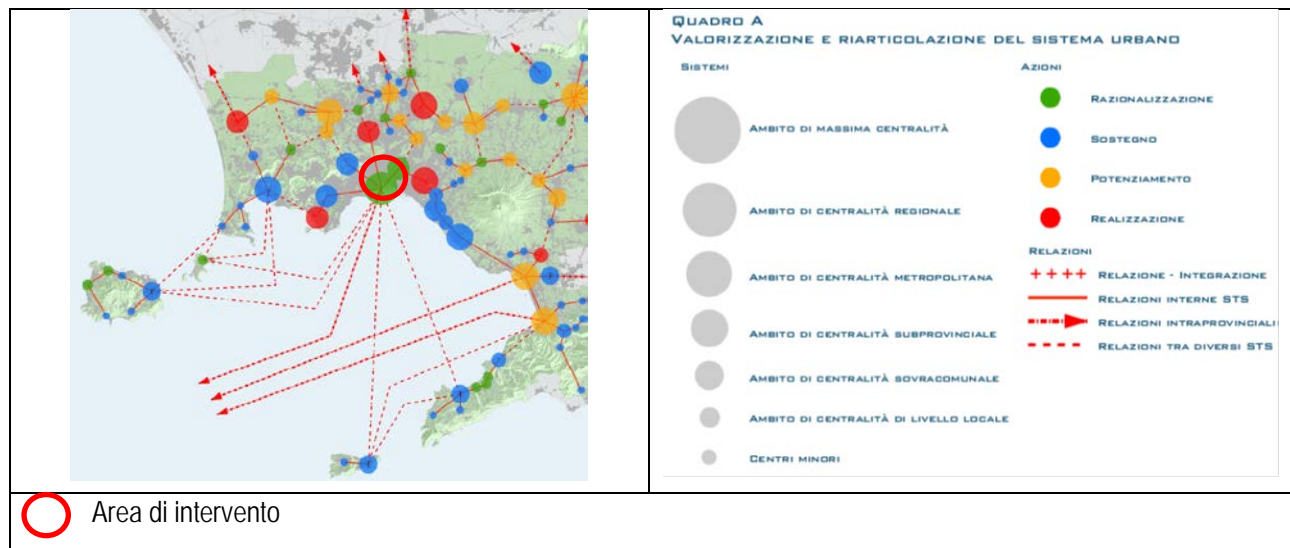 QUADRO A
VALORIZZAZIONE E RIARTICOLAZIONE DEL SISTEMA URBANO
SISTEMI
AMBITO DI MASSIMA CENTRALITÀ
AMBITO DI CENTRALITÀ REGIONALE
AMBITO DI CENTRALITÀ METROPOLITANA
AMBITO DI CENTRALITÀ SUBPROVINCIALE
AMBITO DI CENTRALITÀ SOVRACOMUNALE
AMBITO DI CENTRALITÀ DI LIVELLO LOCALE
CENTRI MINORI
AZIONI
RAZIONALIZZAZIONE
SOSTEGNO
POTENZIAMENTO
REALIZZAZIONE
RELAZIONI
RELAZIONE - INTEGRAZIONE
RELAZIONI INTERNE STS
RELAZIONI INTRAPROVINCIALI
RELAZIONI TRA DIVERSI STS
Area di intervento